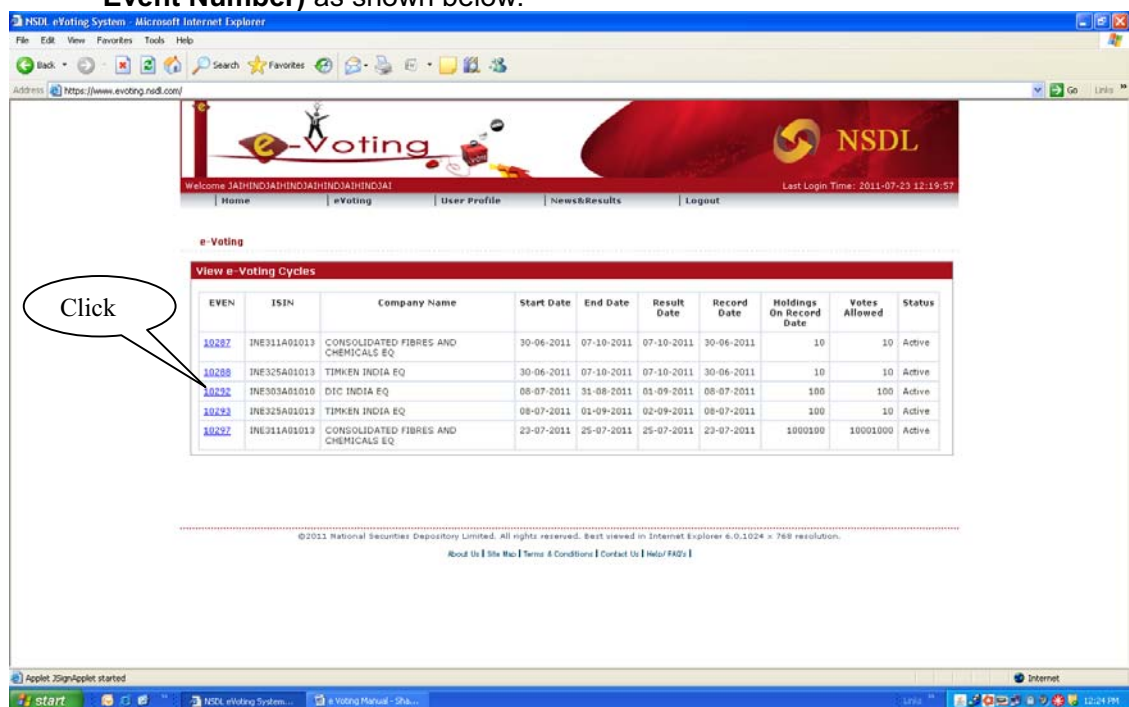 Event Number) as shown below.
NSDL eVoting System - Microsoft Internet Explorer
File Edit View Favorites Tools Help
Back Search Favorites
Address https://www.evoting.nsdl.com/ Go Links »
e-Voting NSDL
Vote
Welcome JAIHINDJAIHINDJAIHINDJAIHINDJAI Last Login Time: 2011-07-23 12:19:57
| Home | eVoting | User Profile | News&Results | Logout
e-Voting
View e-Voting Cycles
EVEN ISIN Company Name Start Date End Date Result Date Record Date Holdings On Record Date Votes Allowed Status
Click
10287 INE311A01013 CONSOLIDATED FIBRES AND CHEMICALS EQ 30-06-2011 07-10-2011 07-10-2011 30-06-2011 10 10 Active
10288 INE325A01013 TIMKEN INDIA EQ 30-06-2011 07-10-2011 07-10-2011 30-06-2011 10 10 Active
10292 INE303A01010 DIC INDIA EQ 08-07-2011 31-08-2011 01-09-2011 08-07-2011 100 100 Active
10293 INE325A01013 TIMKEN INDIA EQ 08-07-2011 01-09-2011 02-09-2011 08-07-2011 100 10 Active
10297 INE311A01013 CONSOLIDATED FIBRES AND CHEMICALS EQ 23-07-2011 25-07-2011 25-07-2011 23-07-2011 1000100 10001000 Active
©2011 National Securities Depository Limited. All rights reserved. Best viewed in Internet Explorer 6.0.1024 x 768 resolution.
About Us | Site Map | Terms & Conditions | Contact Us | Help/ FAQ's |
Applet JSignApplet started Internet
start NSDL eVoting System... e Voting Manual - Sha... Links » 12:24 PM